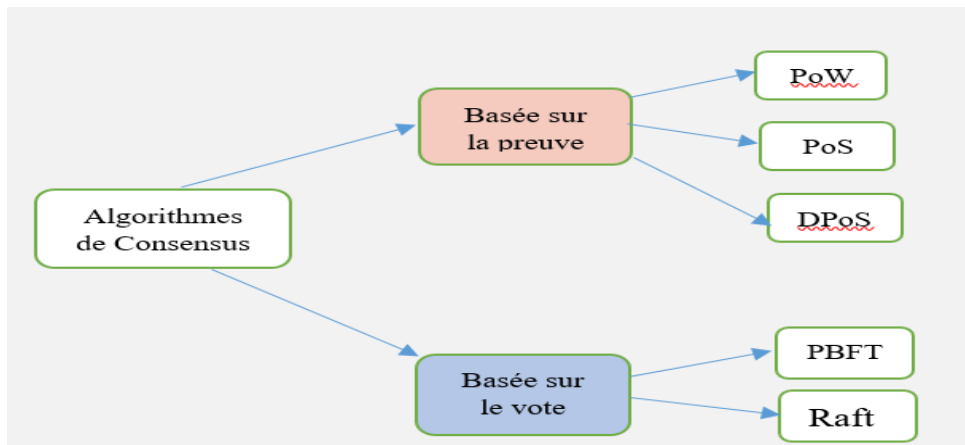 Algorithmes
de Consensus
Basée sur
la preuve
PoW
PoS
DPoS
Basée sur
le vote
PBFT
Raft